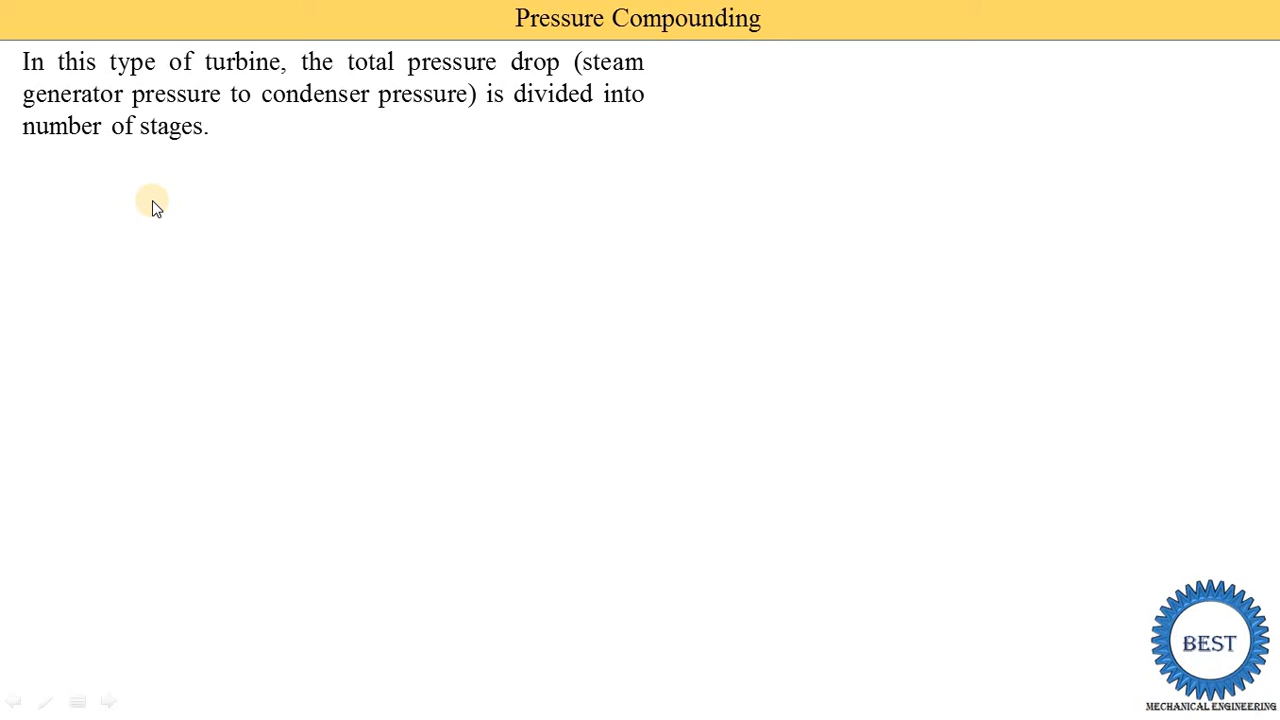 Pressure Compounding
In this type of turbine, the total pressure drop (steam
generator pressure to condenser pressure) is divided into
number of stages.
BEST
MECHANICAL ENGINEERING